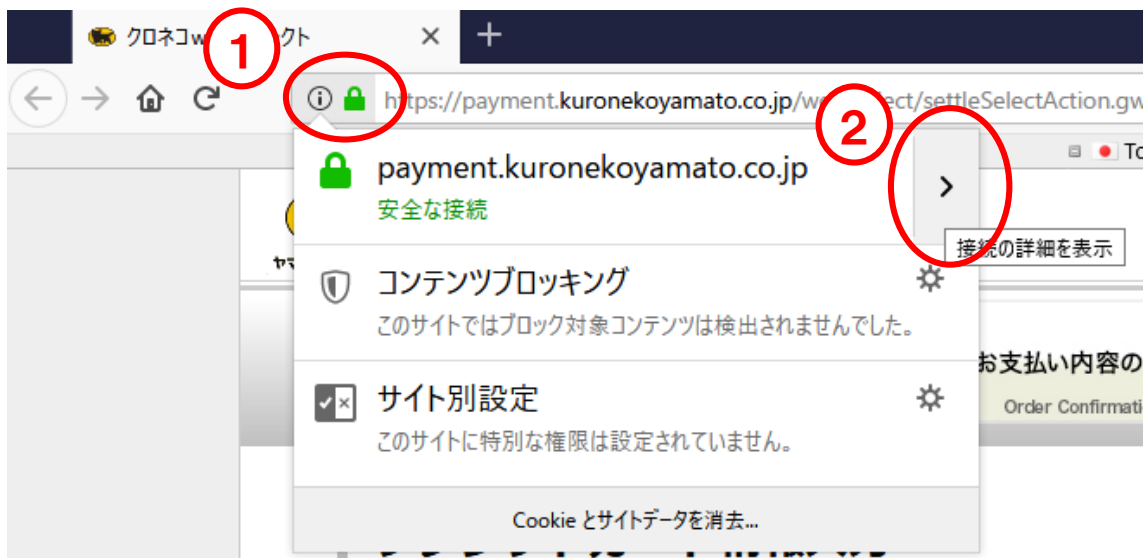 クロネコw クト
1
https://payment.kuronekoyamato.co.jp/we ect/settleSelectAction.gw
2
To
payment.kuronekoyamato.co.jp
安全な接続
接続の詳細を表示
ヤマ
コンテンツブロッキング
このサイトではブロック対象コンテンツは検出されませんでした。
お支払い内容の
サイト別設定
Order Confirmati
このサイトに特別な権限は設定されていません。
Cookie とサイトデータを消去...